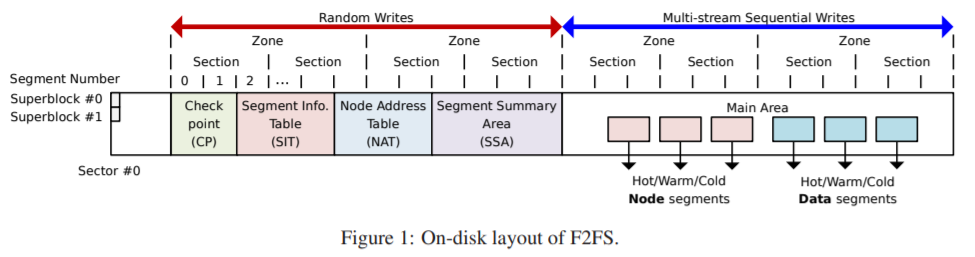 Random Writes
Multi-stream Sequential Writes
Zone Zone Zone Zone
Section Section Section Section Section Section Section Section
Segment Number 0 1 2 ...
Superblock #0
Superblock #1
Check
point
(CP)
Segment Info.
Table
(SIT)
Node Address
Table
(NAT)
Segment Summary
Area
(SSA)
Main Area
Sector #0
Hot/Warm/Cold
Node segments
Hot/Warm/Cold
Data segments
Figure 1: On-disk layout of F2FS.